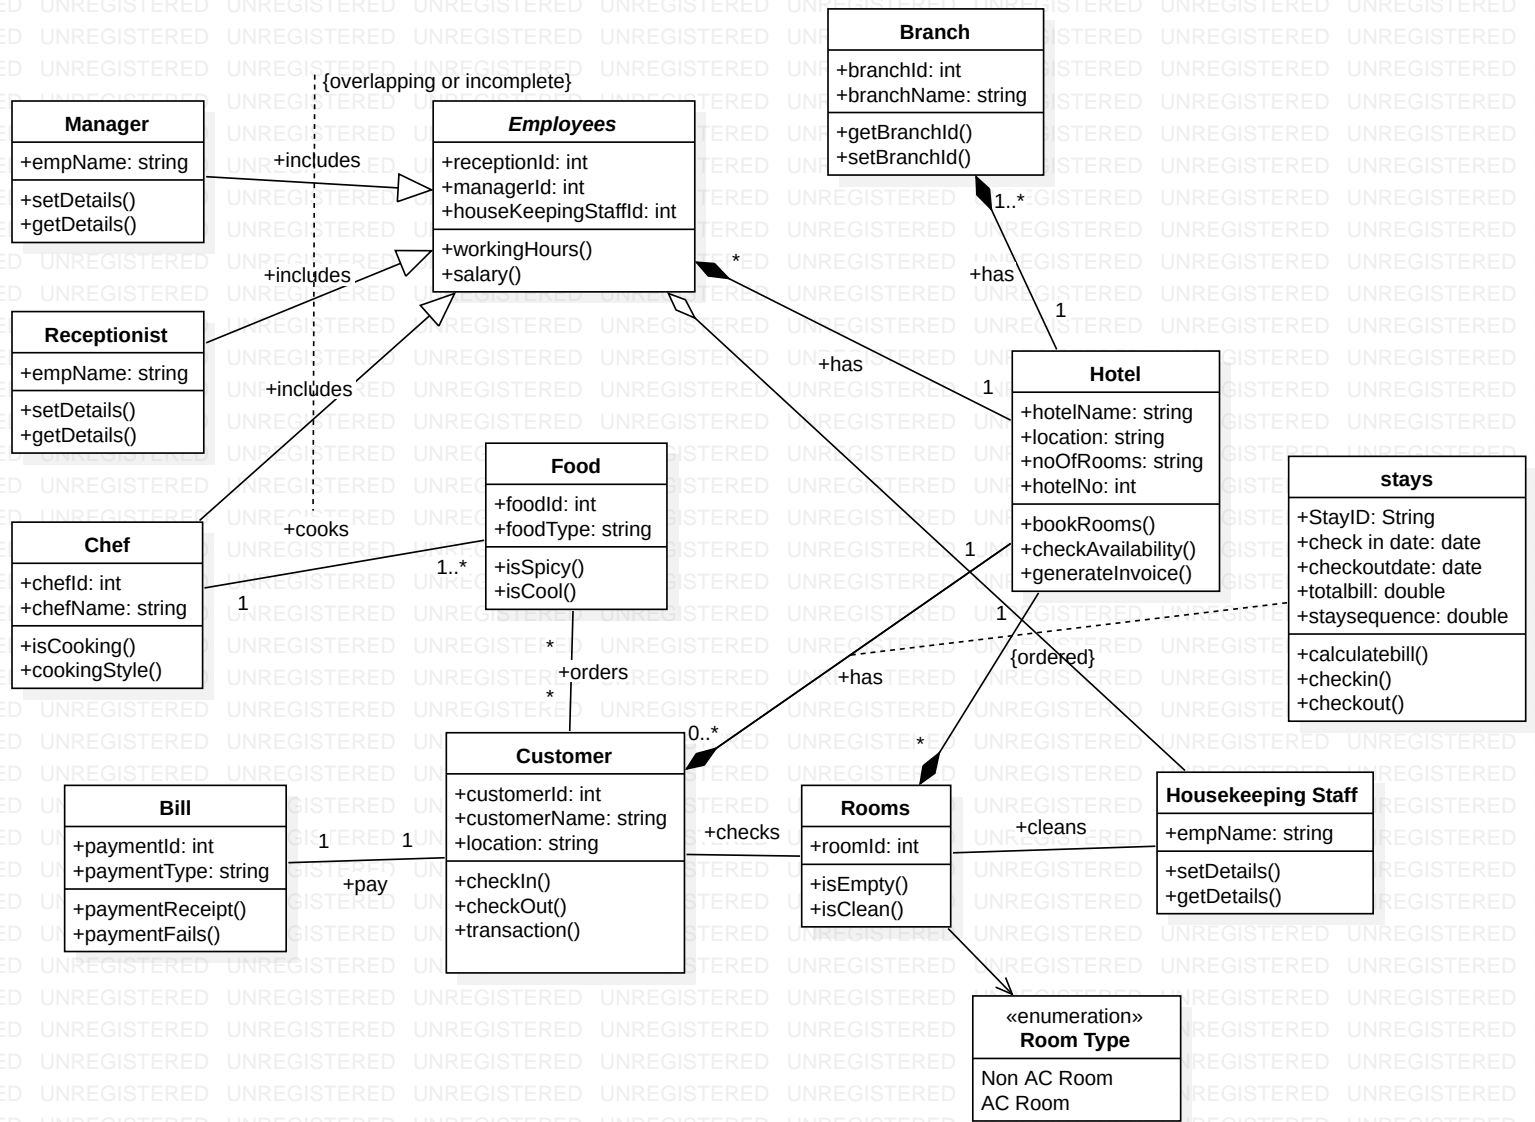 Branch
+branchId: int
+branchName: string
+getBranchId()
+setBranchId()
{overlapping or incomplete}
Manager
+empName: string
+setDetails()
+getDetails()
+includes
Employees
+receptionId: int
+managerId: int
+houseKeepingStaffId: int
+workingHours()
+salary()
1..*
+has
1
*
+has
1
+includes
Receptionist
+empName: string
+setDetails()
+getDetails()
+includes
Hotel
+hotelName: string
+location: string
+noOfRooms: string
+hotelNo: int
+bookRooms()
+checkAvailability()
+generateInvoice()
Food
+foodId: int
+foodType: string
+isSpicy()
+isCool()
stays
+StayID: String
+check in date: date
+checkoutdate: date
+totalbill: double
+staysequence: double
+calculatebill()
+checkin()
+checkout()
Chef
+chefId: int
+chefName: string
+isCooking()
+cookingStyle()
+cooks
1..*
1
1
1
{ordered}
+has
*
+orders
*
0..*
*
Customer
+customerId: int
+customerName: string
+location: string
+checkIn()
+checkOut()
+transaction()
Bill
+paymentId: int
+paymentType: string
+paymentReceipt()
+paymentFails()
1
1
+pay
+checks
Rooms
+roomId: int
+isEmpty()
+isClean()
+cleans
Housekeeping Staff
+empName: string
+setDetails()
+getDetails()
«enumeration»
Room Type
Non AC Room
AC Room
UNREGISTERED